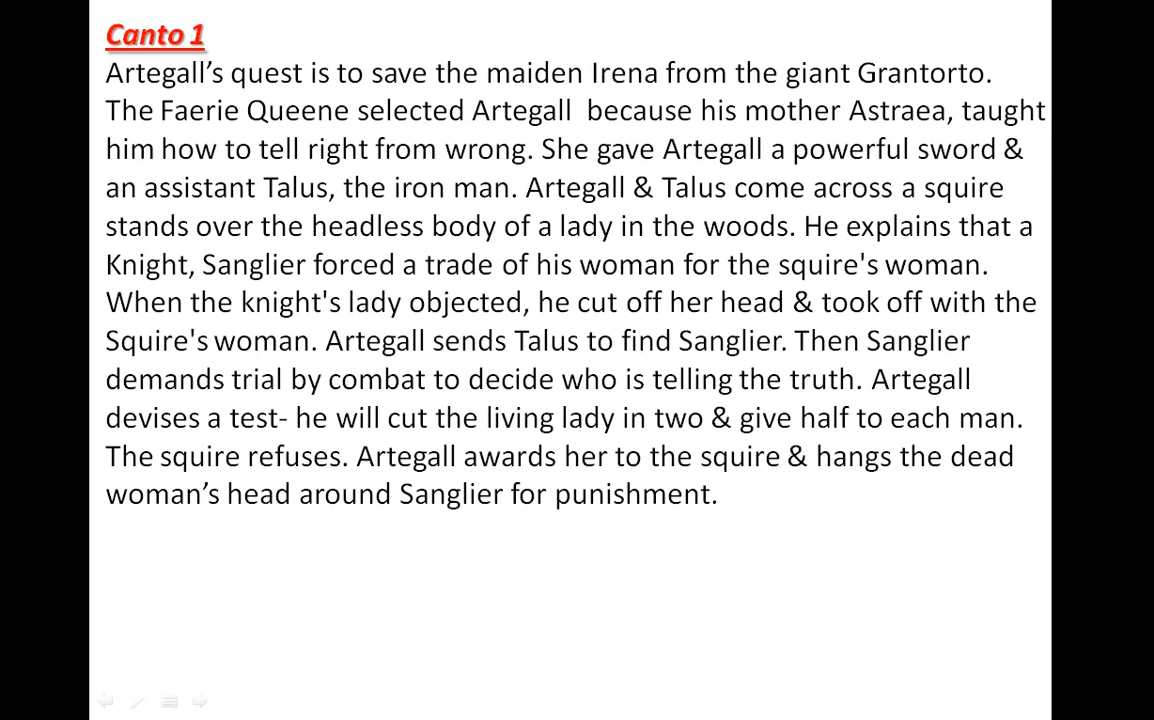 Canto 1
Artegall’s quest is to save the maiden Irena from the giant Grantorto.
The Faerie Queene selected Artegall  because his mother Astraea, taught
him how to tell right from wrong. She gave Artegall a powerful sword &
an assistant Talus, the iron man. Artegall & Talus come across a squire
stands over the headless body of a lady in the woods. He explains that a
Knight, Sanglier forced a trade of his woman for the squire's woman.
When the knight's lady objected, he cut off her head & took off with the
Squire's woman. Artegall sends Talus to find Sanglier. Then Sanglier
demands trial by combat to decide who is telling the truth. Artegall
devises a test- he will cut the living lady in two & give half to each man.
The squire refuses. Artegall awards her to the squire & hangs the dead
woman’s head around Sanglier for punishment.